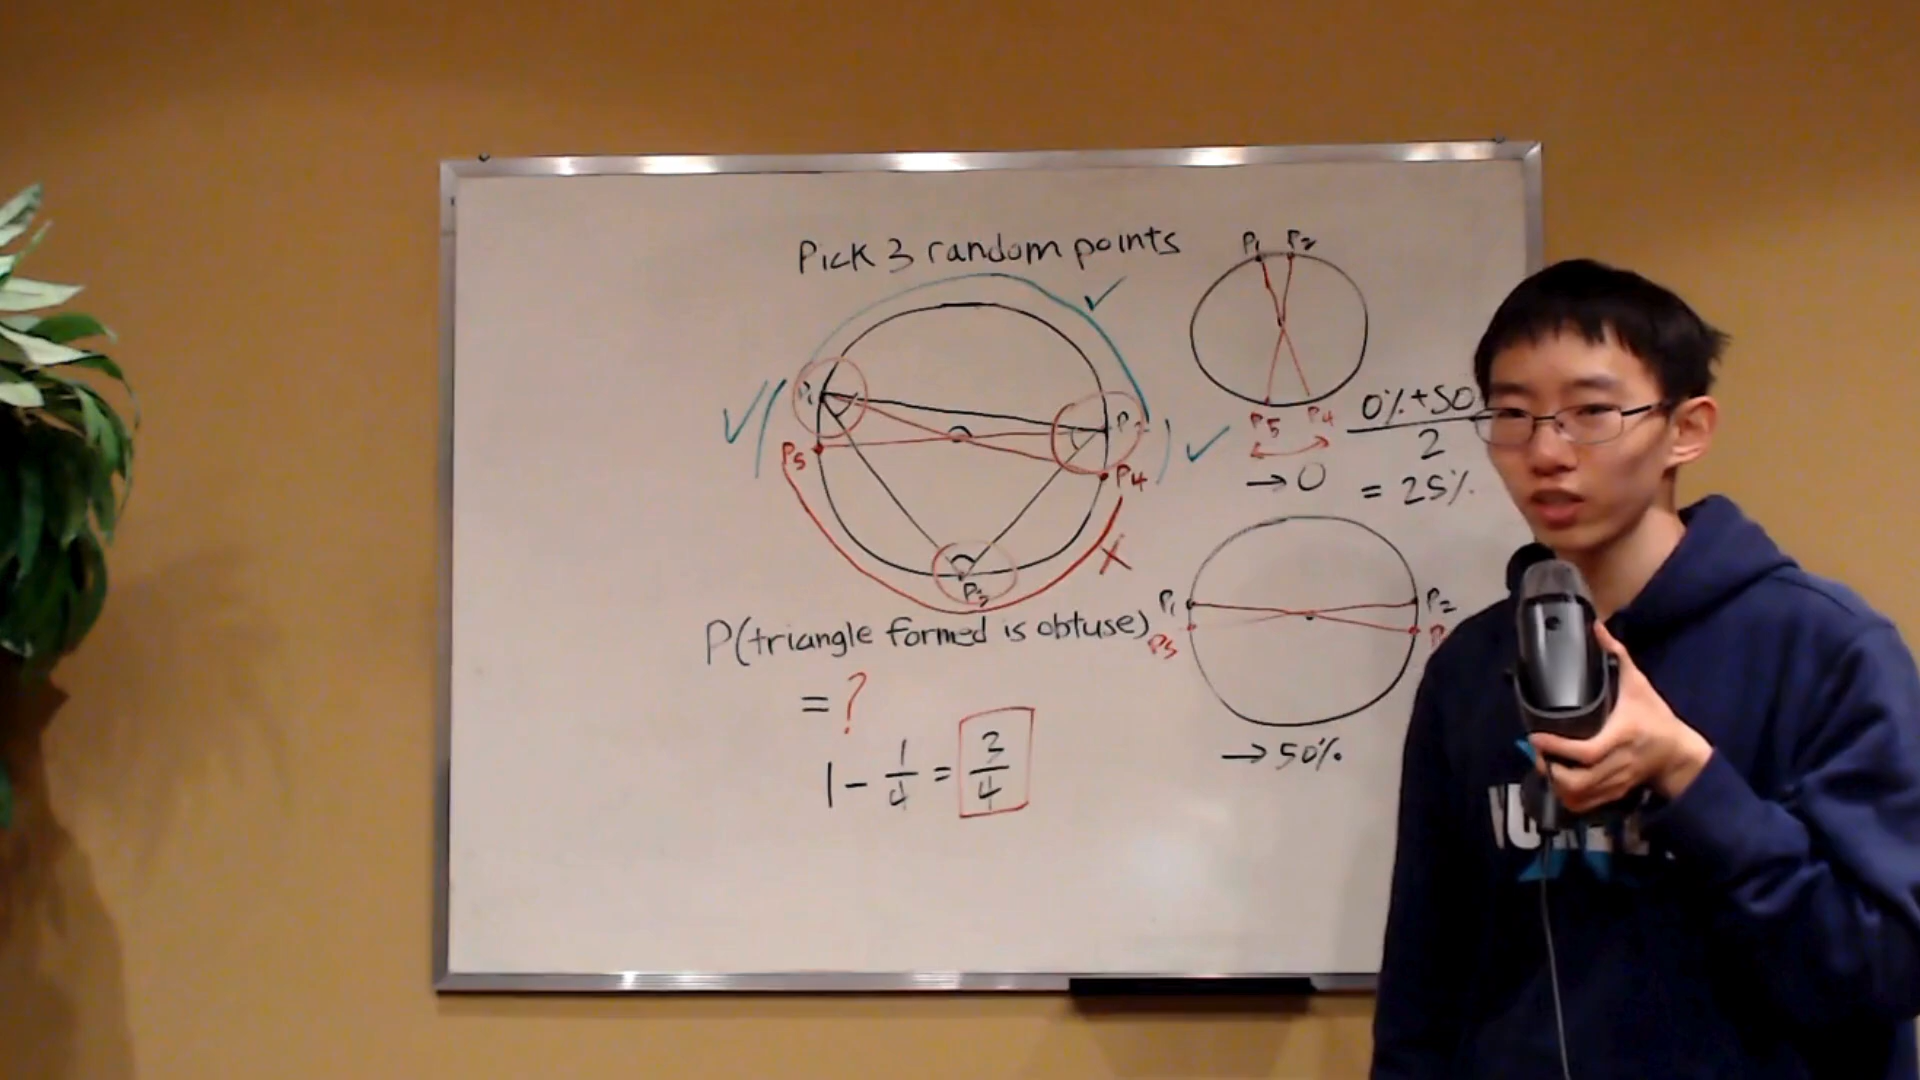 Pick 3 random points
P1
P5
P4
P3
P(triangle formed is obtuse)
= ?
1 - 1/4 = 3/4
P1 P2
P5 P4
→ 0
0% + 50
2
= 25%
P1 P2
P5
→ 50%